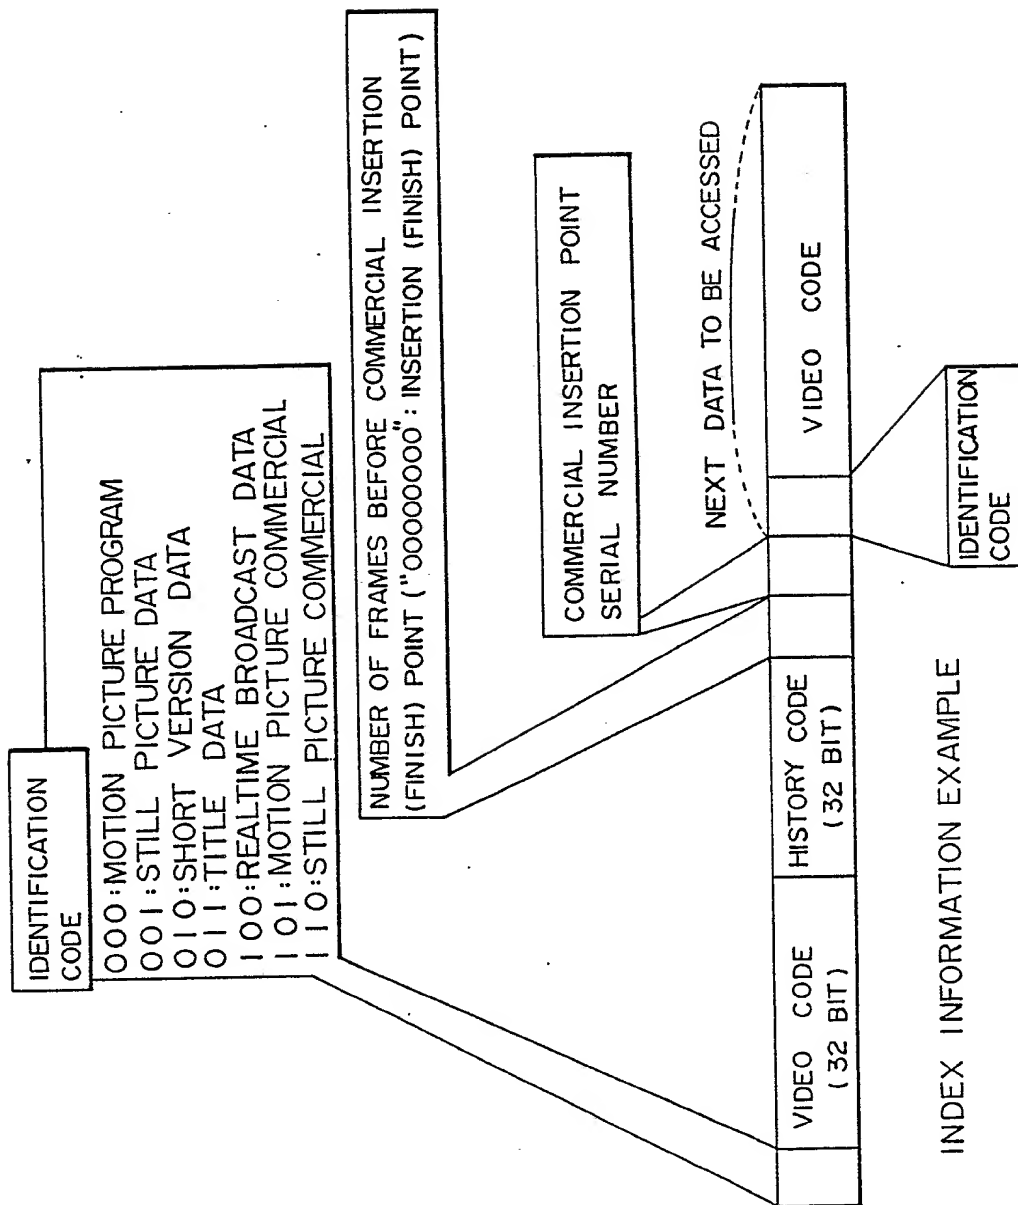 IDENTIFICATION
CODE
000:MOTION PICTURE PROGRAM
001:STILL PICTURE DATA
010:SHORT VERSION DATA
011:TITLE DATA
100:REALTIME BROADCAST DATA
101:MOTION PICTURE COMMERCIAL
110:STILL PICTURE COMMERCIAL
NUMBER OF FRAMES BEFORE COMMERCIAL INSERTION
(FINISH) POINT ("0000000": INSERTION (FINISH) POINT)
COMMERCIAL INSERTION POINT
SERIAL NUMBER
NEXT DATA TO BE ACCESSED
VIDEO CODE
(32 BIT)
HISTORY CODE
(32 BIT)
VIDEO CODE
IDENTIFICATION
CODE
INDEX INFORMATION EXAMPLE